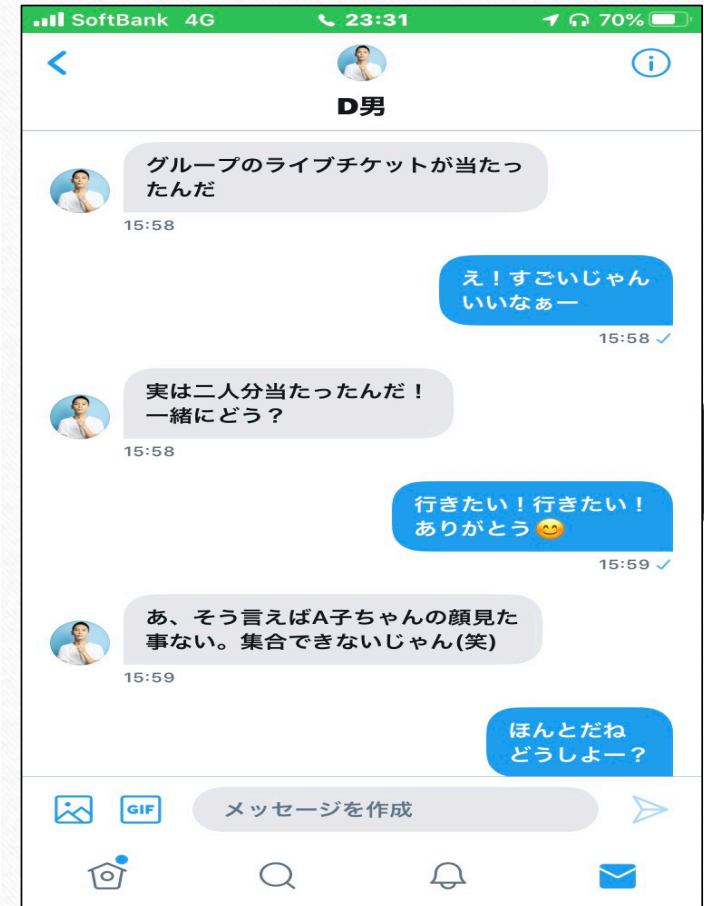 SoftBank 4G 23:31 70%
D男
グループのライブチケットが当たっ
たんだ
15:58
え！すごいじゃん
いいなぁー
15:58
実は二人分当たったんだ！
一緒にどう？
15:58
行きたい！行きたい！
ありがとう😊
15:59
あ、そう言えばA子ちゃんの顔見た
事ない。集合できないじゃん(笑)
15:59
ほんとだね
どうしよー？
GIF メッセージを作成